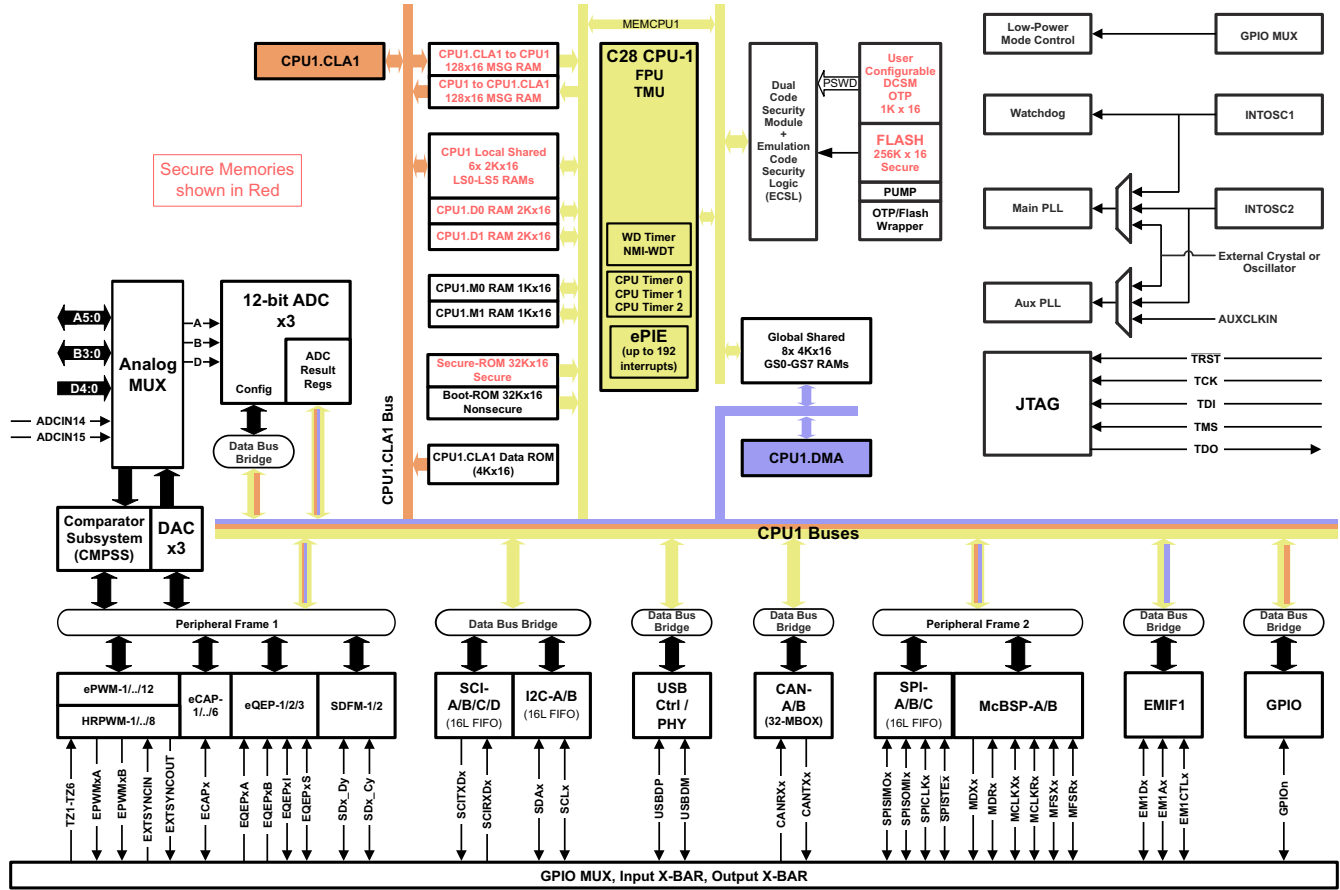 MEMCPU1
CPU1.CLA1
CPU1.CLA1 to CPU1
128x16 MSG RAM
CPU1 to CPU1.CLA1
128x16 MSG RAM
C28 CPU-1
FPU
TMU
Dual
Code
Security
Module
+
Emulation
Code
Security
Logic
(ECSL)
PSWD
User
Configurable
DCSM
OTP
1K x 16
FLASH
256K x 16
Secure
PUMP
OTP/Flash
Wrapper
Low-Power
Mode Control
GPIO MUX
Watchdog
INTOSC1
Main PLL
INTOSC2
External Crystal or
Oscillator
Aux PLL
AUXCLKIN
Secure Memories
shown in Red
CPU1 Local Shared
6x 2Kx16
LS0-LS5 RAMs
CPU1.D0 RAM 2Kx16
CPU1.D1 RAM 2Kx16
CPU1.M0 RAM 1Kx16
CPU1.M1 RAM 1Kx16
Secure-ROM 32Kx16
Secure
Boot-ROM 32Kx16
Nonsecure
CPU1.CLA1 Data ROM
(4Kx16)
CPU1.CLA1 Bus
WD Timer
NMI-WDT
CPU Timer 0
CPU Timer 1
CPU Timer 2
ePIE
(up to 192
interrupts)
Global Shared
8x 4Kx16
GS0-GS7 RAMs
CPU1.DMA
JTAG
TRST
TCK
TDI
TMS
TDO
A5:0
B3:0
D4:0
ADCIN14
ADCIN15
Analog
MUX
A
B
D
12-bit ADC
x3
ADC
Result
Regs
Config
Data Bus
Bridge
Comparator
Subsystem
(CMPSS)
DAC
x3
CPU1 Buses
Peripheral Frame 1
Data Bus Bridge
Data Bus
Bridge
Data Bus
Bridge
Peripheral Frame 2
Data Bus
Bridge
Data Bus
Bridge
ePWM-1/../12
HRPWM-1/../8
eCAP-
1/../6
eQEP-1/2/3
SDFM-1/2
SCI-
A/B/C/D
(16L FIFO)
I2C-A/B
(16L FIFO)
USB
Ctrl /
PHY
CAN-
A/B
(32-MBOX)
SPI-
A/B/C
(16L FIFO)
McBSP-A/B
EMIF1
GPIO
TZ1-TZ6
EPWMxA
EPWMxB
EXTSYNCIN
EXTSYNCOUT
ECAPx
EQEPxA
EQEPxB
EQEPxI
EQEPxS
SDx_Dy
SDx_Cy
SCITXDx
SCIRXDx
SDAx
SCLx
USBDP
USBDM
CANRXx
CANTXx
SPISIMOx
SPISOMIx
SPICLKx
SPISTEx
MDXx
MDRx
MCLKXx
MCLKRx
MFSXx
MFSRx
EM1Dx
EM1Ax
EM1CTLx
GPIOn
GPIO MUX, Input X-BAR, Output X-BAR